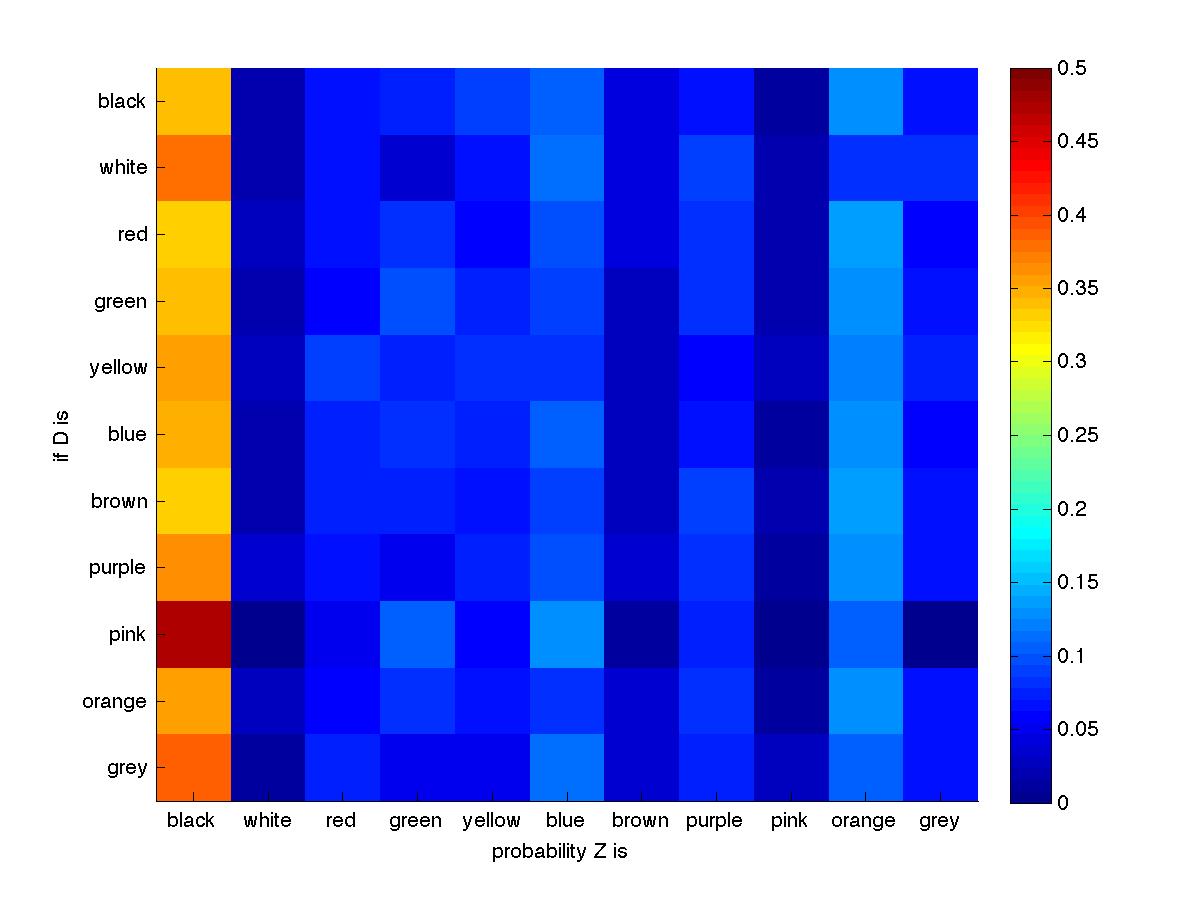 if D is
black
white
red
green
yellow
blue
brown
purple
pink
orange
grey
black white red green yellow blue brown purple pink orange grey
probability Z is
0.5
0.45
0.4
0.35
0.3
0.25
0.2
0.15
0.1
0.05
0